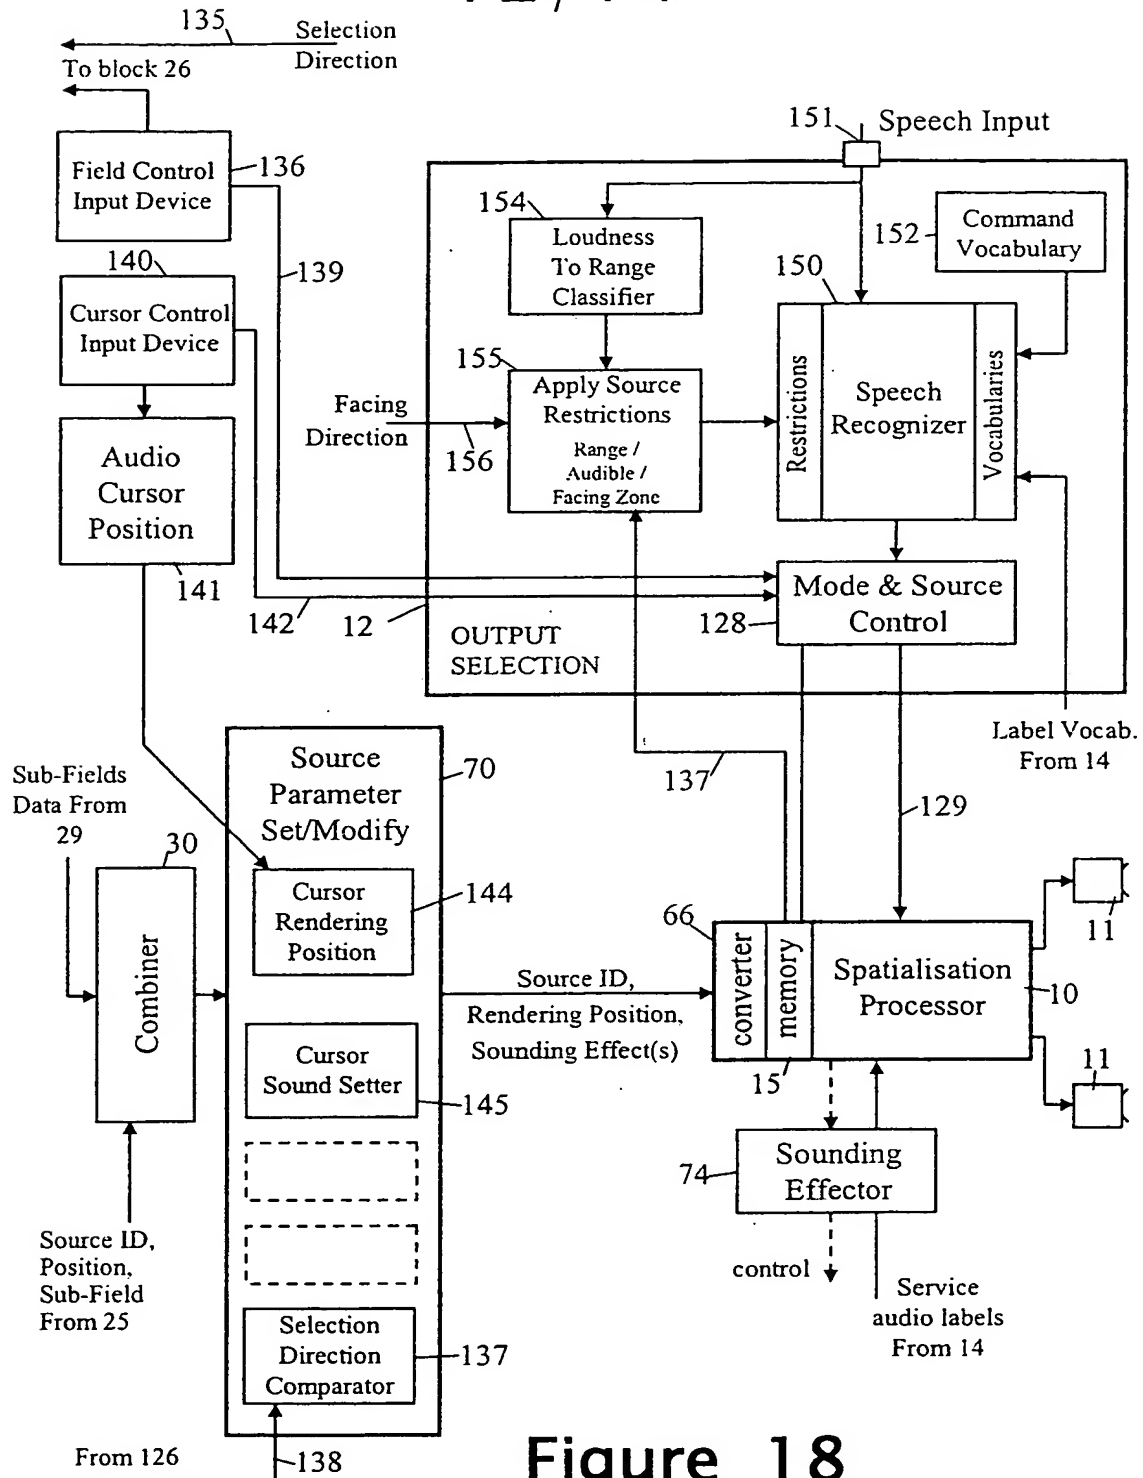 135
Selection
Direction
To block 26
Field Control
Input Device
136
140
Cursor Control
Input Device
139
Audio
Cursor
Position
141
142
12
151
Speech Input
154
Loudness
To Range
Classifier
152
Command
Vocabulary
150
155
Apply Source
Restrictions
Range /
Audible /
Facing Zone
Facing
Direction
156
Restrictions
Speech
Recognizer
Vocabularies
Mode & Source
Control
128
OUTPUT
SELECTION
Label Vocab.
From 14
137
129
Sub-Fields
Data From
29
30
Combiner
Source
Parameter
Set/Modify
70
Cursor
Rendering
Position
144
Cursor
Sound Setter
145
Source ID,
Rendering Position,
Sounding Effect(s)
66
converter
memory
15
Spatialisation
Processor
10
11
11
74
Sounding
Effector
control
Service
audio labels
From 14
Source ID,
Position,
Sub-Field
From 25
Selection
Direction
Comparator
137
From 126
138
Figure 18